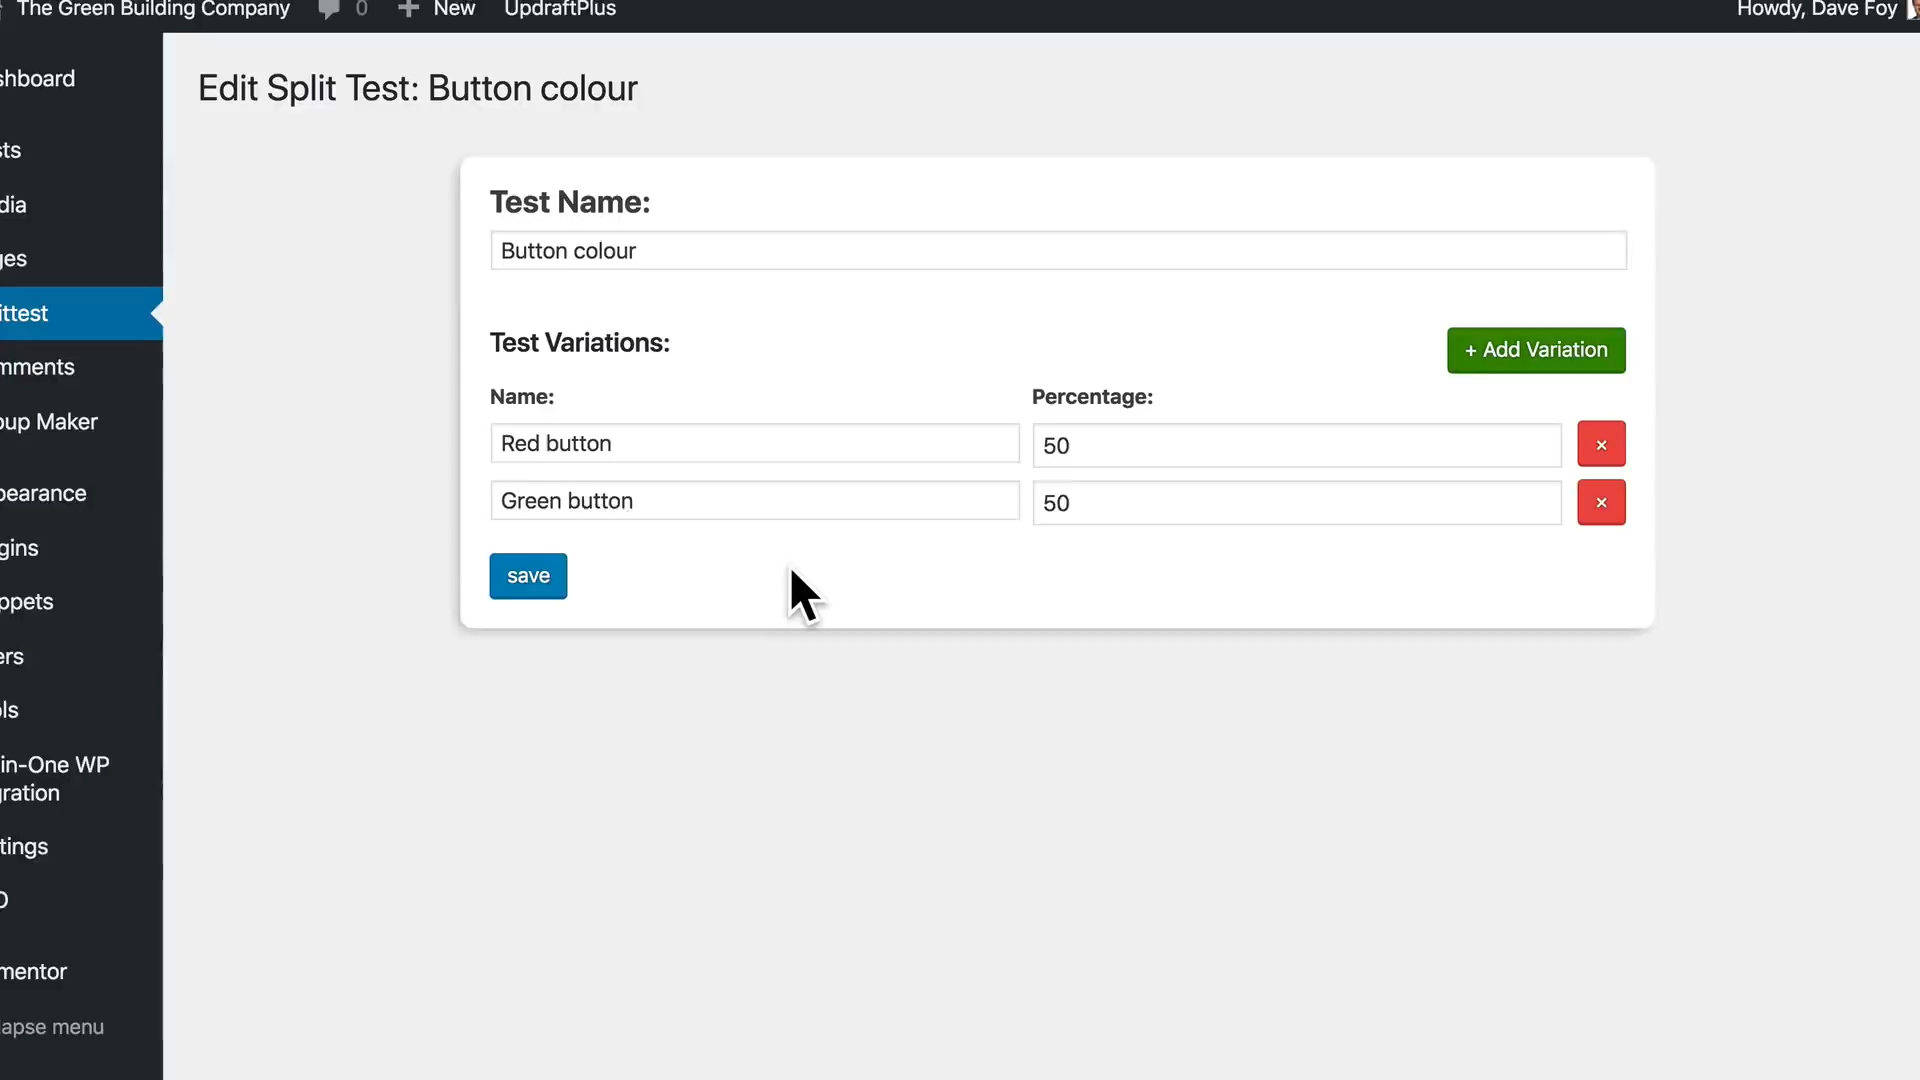 The Green Building Company 0 + New UpdraftPlus Howdy, Dave Foy
shboard
sts
dia
ges
ittest
mments
oup Maker
pearance
gins
ppets
ers
ols
in-One WP
gration
tings
O
mentor
lapse menu
Edit Split Test: Button colour
Test Name:
Button colour
Test Variations:
+ Add Variation
Name: Percentage:
Red button 50 ×
Green button 50 ×
save